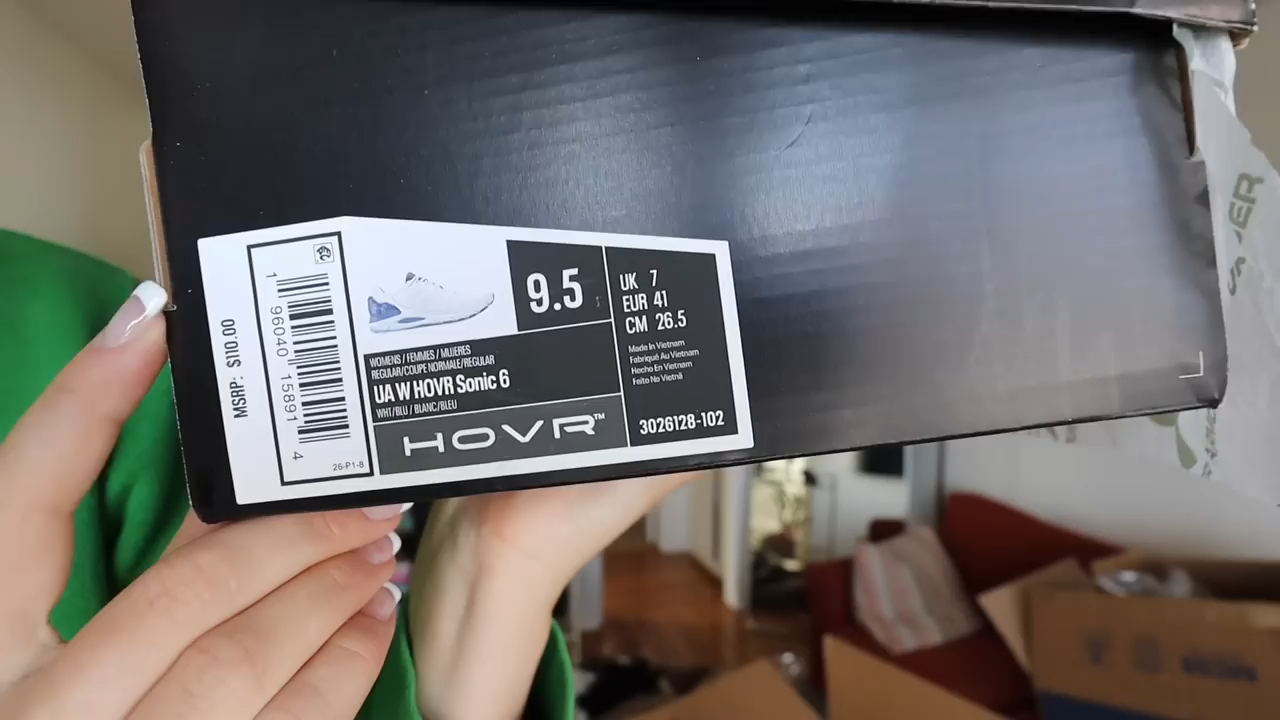 MSRP: $110.00
1 96040 15891 4
26-P1-8
9.5
WOMENS / FEMMES / MUJERES
REGULAR/COUPE NORMALE/REGULAR
UA W HOVR Sonic 6
WHT/BLU / BLANC/BLEU
HOVR™
UK 7
EUR 41
CM 26.5
Made In Vietnam
Fabriqué Au Vietnam
Hecho En Vietnam
Feito No Vietnã
3026128-102